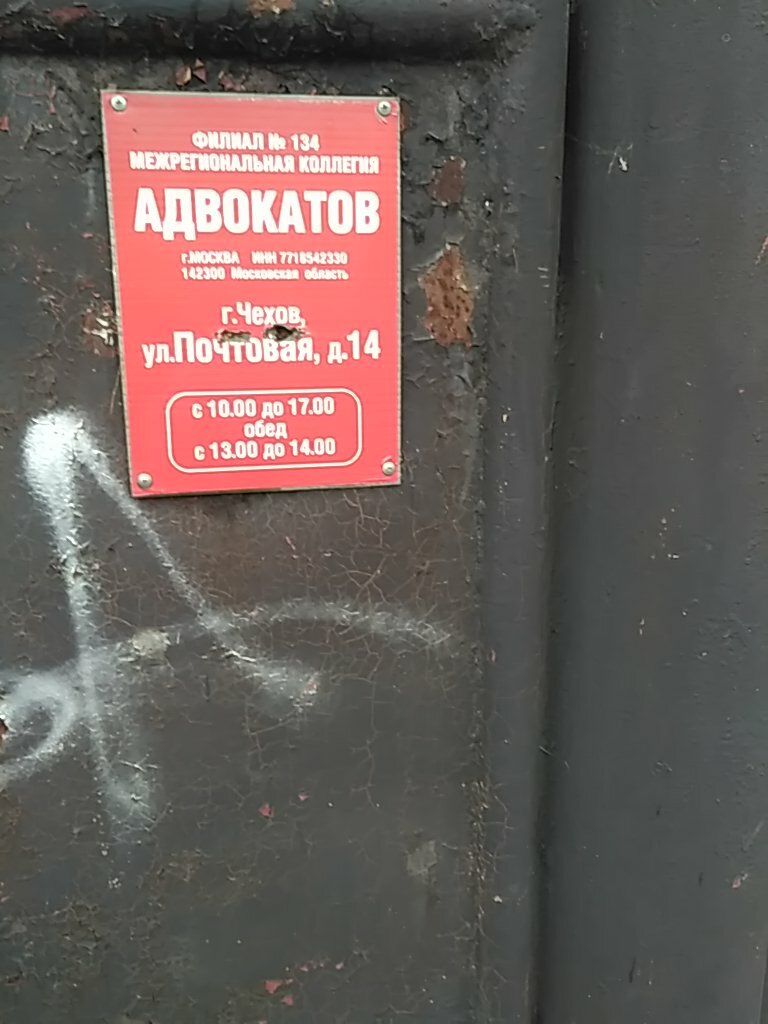 ФИЛИАЛ № 134
МЕЖРЕГИОНАЛЬНАЯ КОЛЛЕГИЯ
АДВОКАТОВ
г.МОСКВА ИНН 7718542330
142300 Московская область
г.Чехов,
ул.Почтовая, д.14
с 10.00 до 17.00
обед
с 13.00 до 14.00